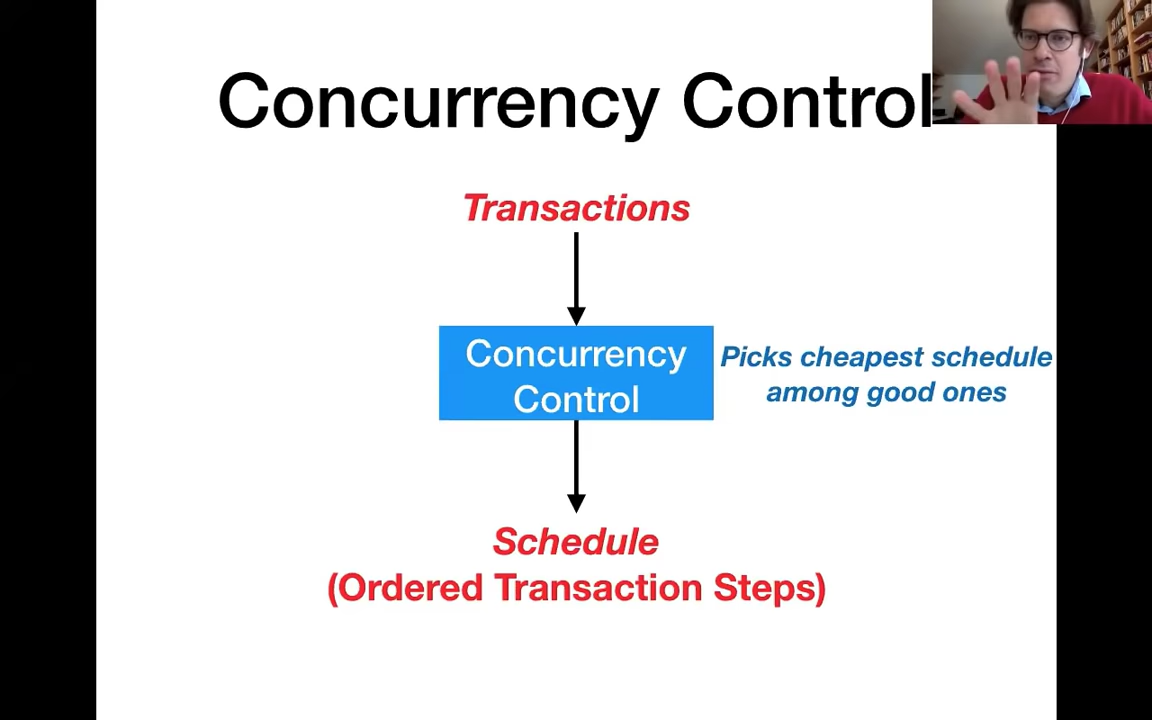 Concurrency Control
Transactions
Concurrency
Control
Picks cheapest schedule
among good ones
Schedule
(Ordered Transaction Steps)